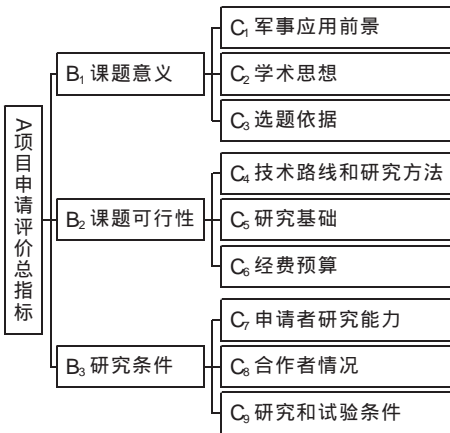 A项目申请评价总指标
B₁ 课题意义
C₁ 军事应用前景
C₂ 学术思想
C₃ 选题依据
B₂ 课题可行性
C₄ 技术路线和研究方法
C₅ 研究基础
C₆ 经费预算
B₃ 研究条件
C₇ 申请者研究能力
C₈ 合作者情况
C₉ 研究和试验条件